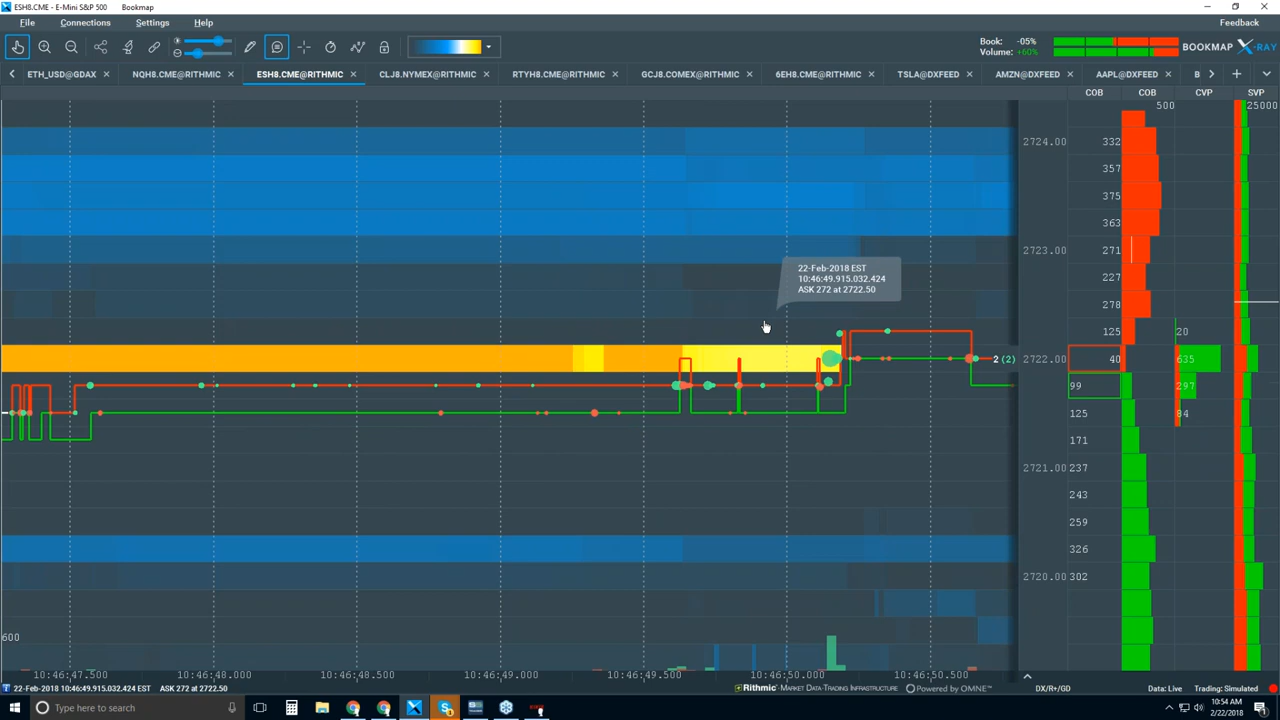 ESH8.CME - E-Mini S&P 500 Bookmap
File Connections Settings Help Feedback
Book: -05%
Volume: +60%
BOOKMAP X-RAY
ETH_USD@GDAX NQH8.CME@RITHMIC ESH8.CME@RITHMIC CLJ8.NYMEX@RITHMIC RTYH8.CME@RITHMIC GCJ8.COMEX@RITHMIC 6EH8.CME@RITHMIC TSLA@DXFEED AMZN@DXFEED AAPL@DXFEED B
COB COB CVP SVP
500 25000
2724.00 332
357
375
363
2723.00 271
227
278
125 20
2 (2) 2722.00 40 635
99 297
125 84
171
2721.00 237
243
259
326
2720.00 302
22-Feb-2018 EST
10:46:49.915.032.424
ASK 272 at 2722.50
600
10:46:47.500 10:46:48.000 10:46:48.500 10:46:49.000 10:46:49.500 10:46:50.000 10:46:50.500
22-Feb-2018 10:46:49.915.032.424 EST ASK 272 at 2722.50 Rithmic - MARKET DATA-TRADING INFRASTRUCTURE Powered by OMNE™ DX/R+/GD Data: Live Trading: Simulated
Type here to search
10:54 AM
2/22/2018